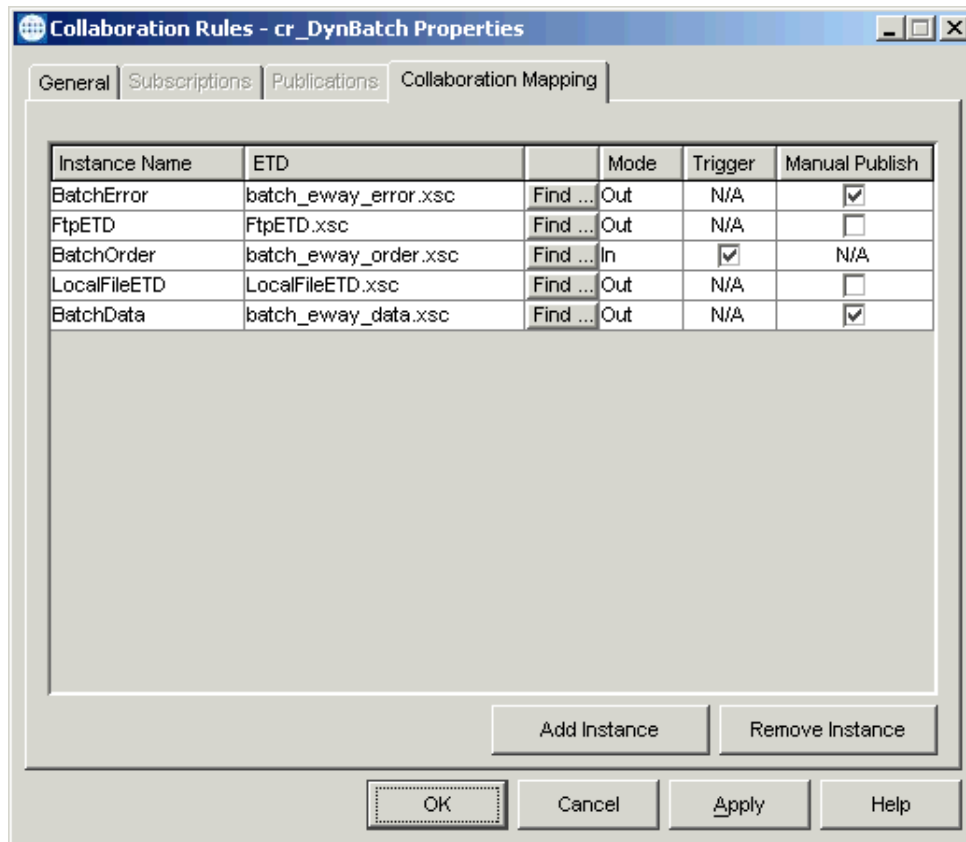 Collaboration Rules - cr_DynBatch Properties
General Subscriptions Publications Collaboration Mapping
Instance Name ETD Mode Trigger Manual Publish
BatchError batch_eway_error.xsc Find ... Out N/A
FtpETD FtpETD.xsc Find ... Out N/A
BatchOrder batch_eway_order.xsc Find ... In N/A
LocalFileETD LocalFileETD.xsc Find ... Out N/A
BatchData batch_eway_data.xsc Find ... Out N/A
Add Instance Remove Instance
OK Cancel Apply Help